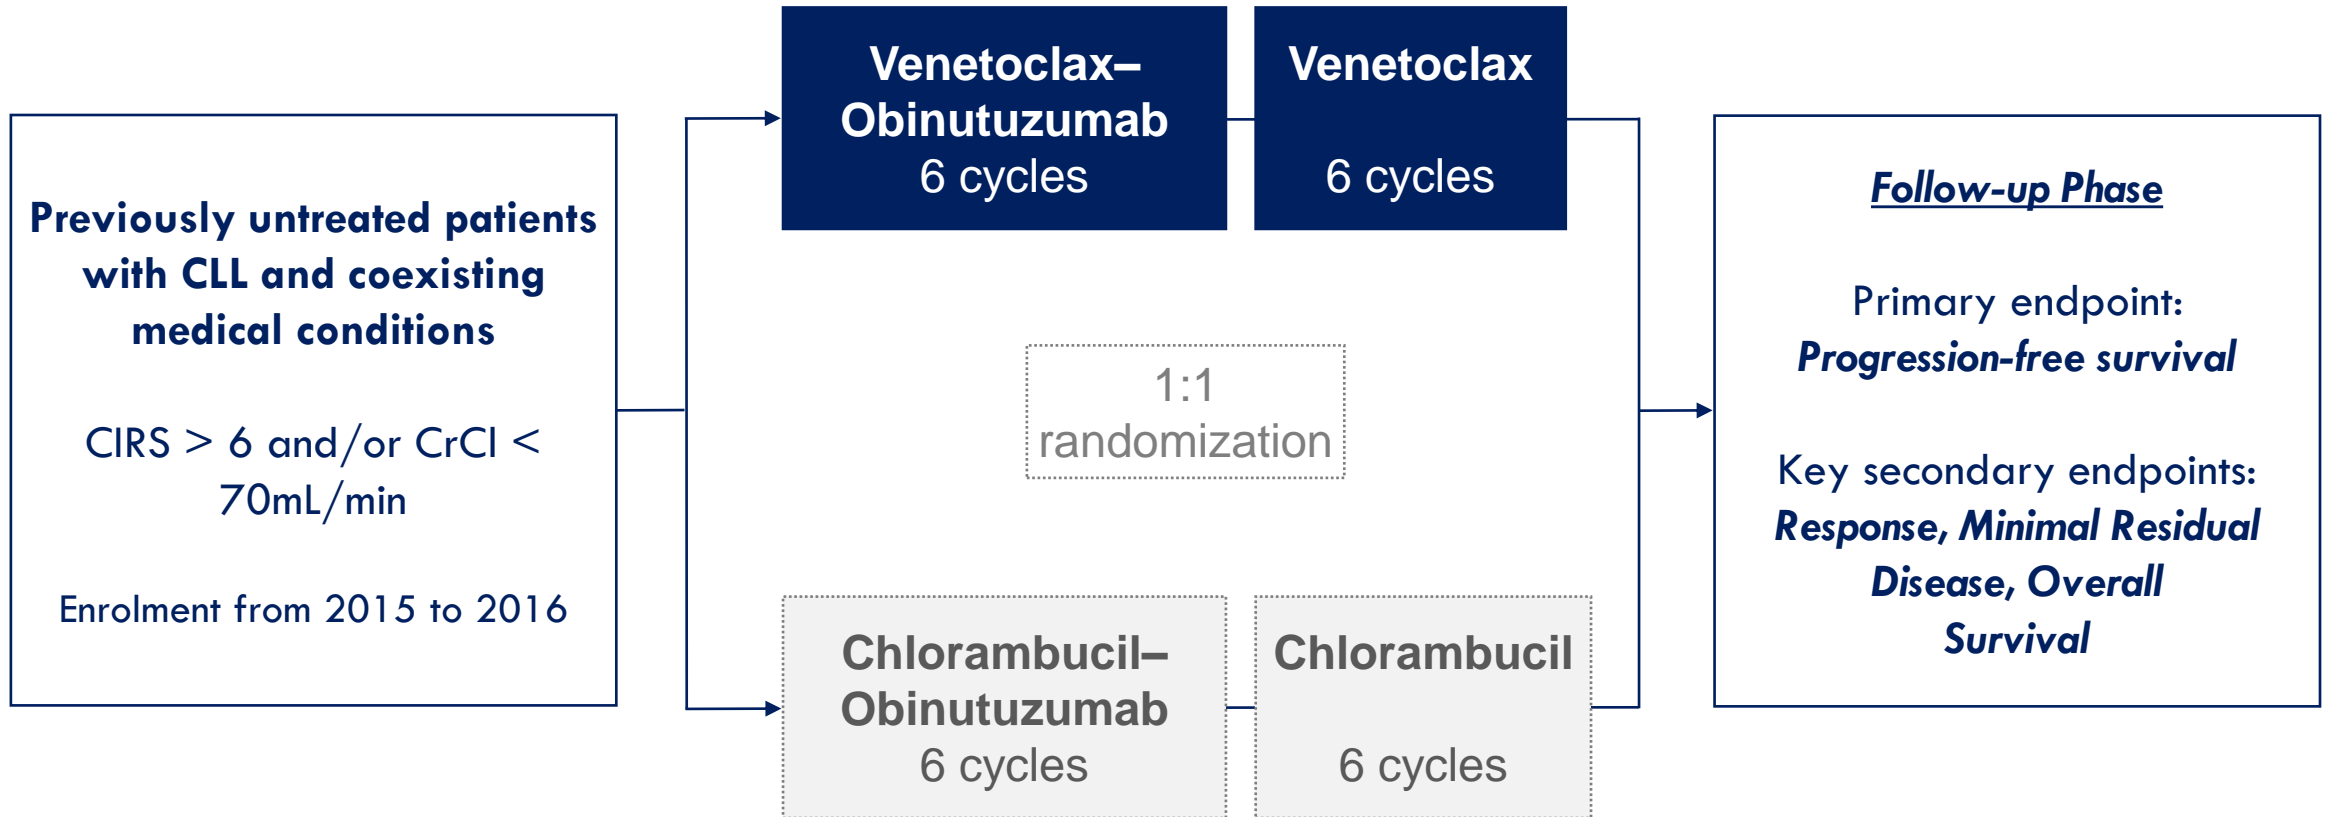 Previously untreated patients
with CLL and coexisting
medical conditions
CIRS > 6 and/or CrCl <
70mL/min
Enrolment from 2015 to 2016
Venetoclax–
Obinutuzumab
6 cycles
Venetoclax
6 cycles
1:1
randomization
Chlorambucil–
Obinutuzumab
6 cycles
Chlorambucil
6 cycles
Follow-up Phase
Primary endpoint:
Progression-free survival
Key secondary endpoints:
Response, Minimal Residual
Disease, Overall
Survival